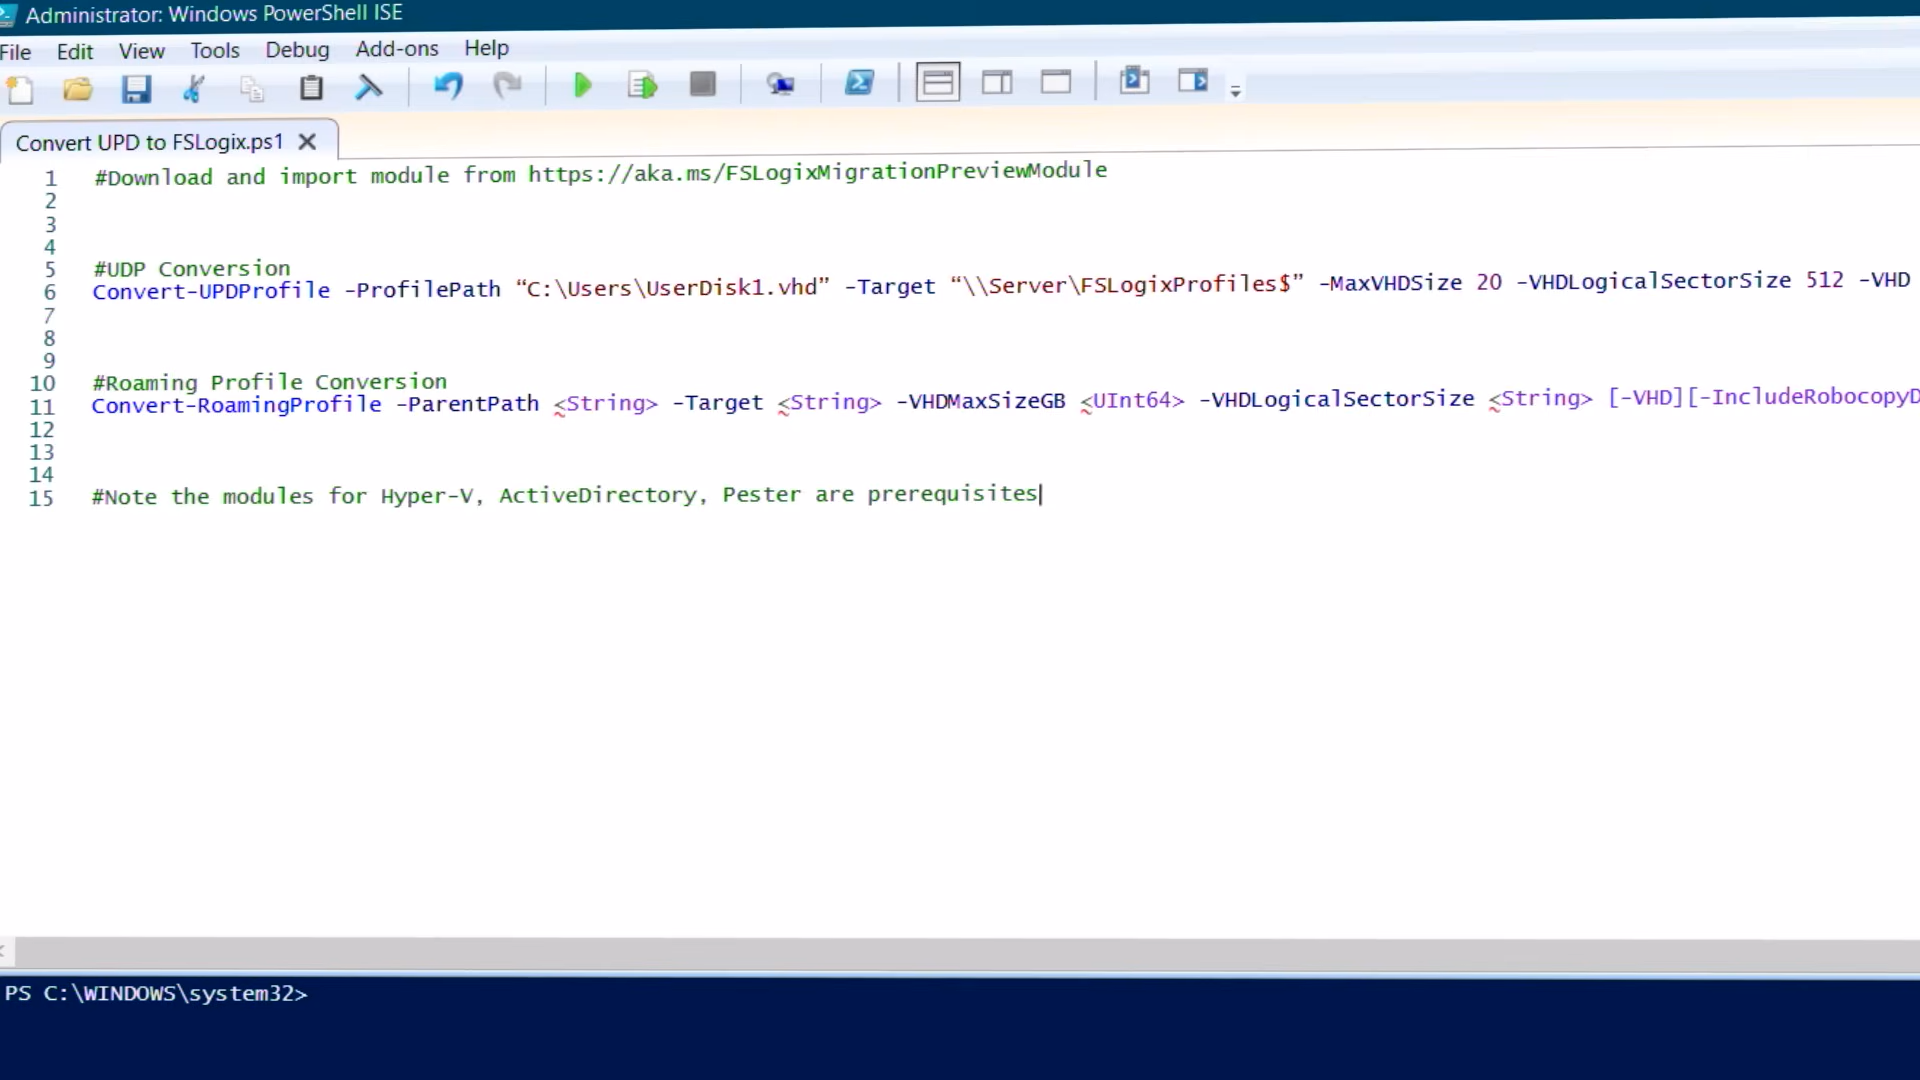 Administrator: Windows PowerShell ISE
File Edit View Tools Debug Add-ons Help
Convert UPD to FSLogix.ps1
1 #Download and import module from https://aka.ms/FSLogixMigrationPreviewModule
2
3
4
5 #UDP Conversion
6 Convert-UPDProfile -ProfilePath “C:\Users\UserDisk1.vhd” -Target “\\Server\FSLogixProfiles$” -MaxVHDSize 20 -VHDLogicalSectorSize 512 -VHD
7
8
9
10 #Roaming Profile Conversion
11 Convert-RoamingProfile -ParentPath <String> -Target <String> -VHDMaxSizeGB <UInt64> -VHDLogicalSectorSize <String> [-VHD][-IncludeRobocopyD
12
13
14
15 #Note the modules for Hyper-V, ActiveDirectory, Pester are prerequisites
PS C:\WINDOWS\system32>